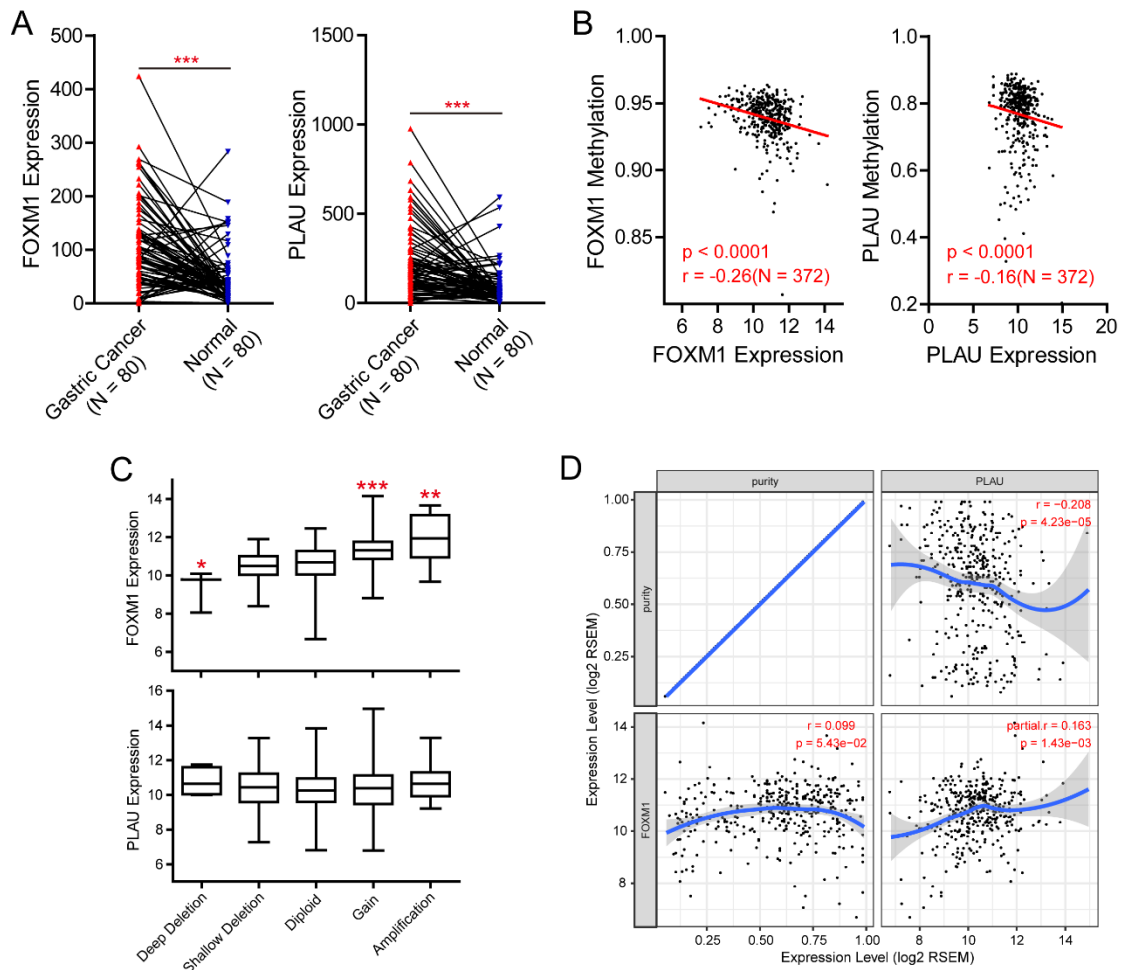 A
FOXM1 Expression
500
400
300
200
100
0
***
Gastric Cancer
(N = 80)
Normal
(N = 80)
PLAU Expression
1500
1000
500
0
***
Gastric Cancer
(N = 80)
Normal
(N = 80)
B
FOXM1 Methylation
1.00
0.95
0.90
0.85
p < 0.0001
r = -0.26(N = 372)
6 8 10 12 14
FOXM1 Expression
PLAU Methylation
1.0
0.8
0.6
0.4
0.2
p < 0.0001
r = -0.16(N = 372)
0 5 10 15 20
PLAU Expression
C
FOXM1 Expression
14
12
10
8
6
*
***
**
PLAU Expression
16
14
12
10
8
6
Deep Deletion
Shallow Deletion
Diploid
Gain
Amplification
D
purity
PLAU
Expression Level (log2 RSEM)
1.00
0.75
0.50
0.25
purity
r = −0.208
p = 4.23e−05
14
12
10
8
FOXM1
r = 0.099
p = 5.43e−02
partial.r = 0.163
p = 1.43e−03
0.25 0.50 0.75 1.00 8 10 12 14
Expression Level (log2 RSEM)